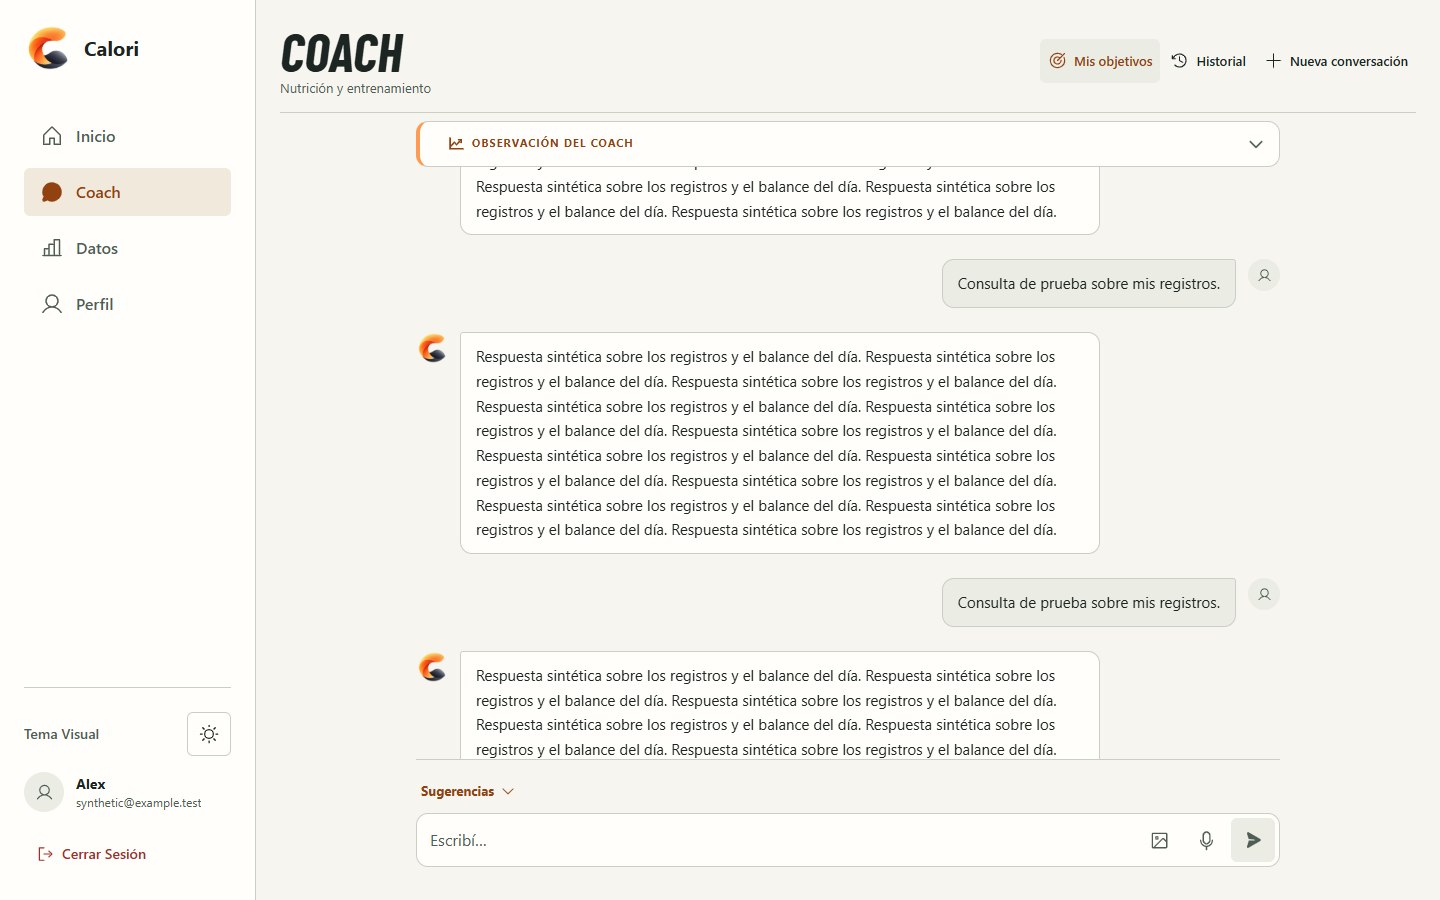 Calori
Inicio
Coach
Datos
Perfil
Tema Visual
Alex
synthetic@example.test
Cerrar Sesión
COACH
Nutrición y entrenamiento
Mis objetivos
Historial
Nueva conversación
OBSERVACIÓN DEL COACH
Respuesta sintética sobre los registros y el balance del día. Respuesta sintética sobre los
registros y el balance del día. Respuesta sintética sobre los registros y el balance del día.
Consulta de prueba sobre mis registros.
Respuesta sintética sobre los registros y el balance del día. Respuesta sintética sobre los
registros y el balance del día. Respuesta sintética sobre los registros y el balance del día.
Respuesta sintética sobre los registros y el balance del día. Respuesta sintética sobre los
registros y el balance del día. Respuesta sintética sobre los registros y el balance del día.
Respuesta sintética sobre los registros y el balance del día. Respuesta sintética sobre los
registros y el balance del día. Respuesta sintética sobre los registros y el balance del día.
Respuesta sintética sobre los registros y el balance del día. Respuesta sintética sobre los
registros y el balance del día. Respuesta sintética sobre los registros y el balance del día.
Consulta de prueba sobre mis registros.
Respuesta sintética sobre los registros y el balance del día. Respuesta sintética sobre los
registros y el balance del día. Respuesta sintética sobre los registros y el balance del día.
Respuesta sintética sobre los registros y el balance del día. Respuesta sintética sobre los
registros y el balance del día. Respuesta sintética sobre los registros y el balance del día.
Sugerencias
Escribí...